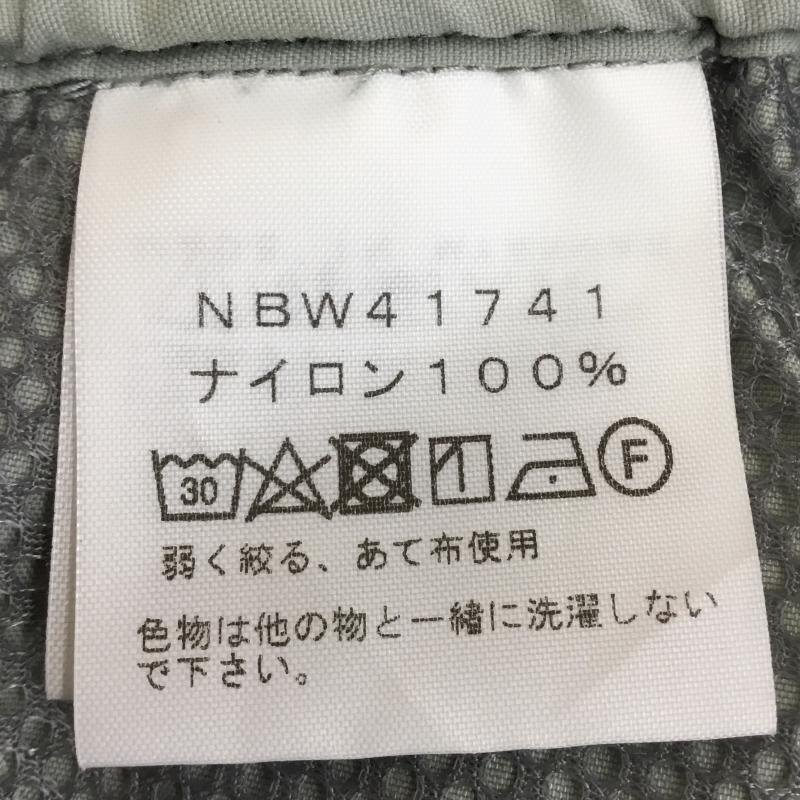 NBW41741
ナイロン100%
30 F
弱く絞る、あて布使用
色物は他の物と一緒に洗濯しない
で下さい。